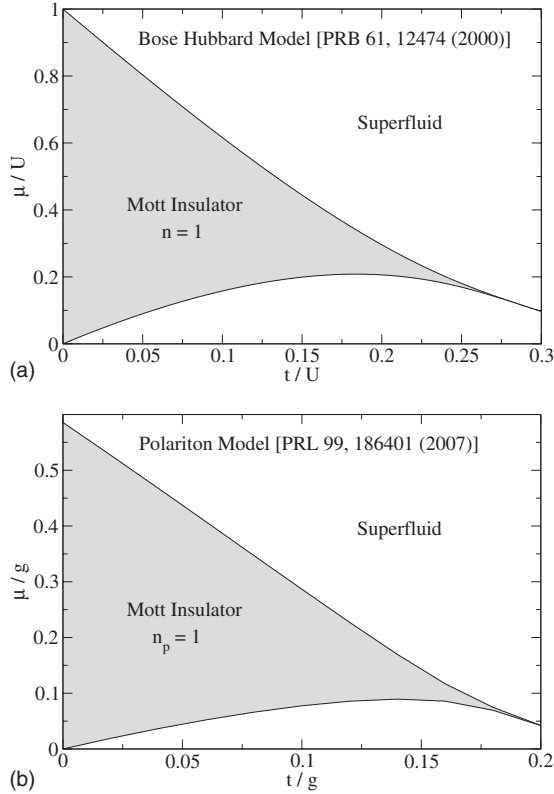 1
Bose Hubbard Model [PRB 61, 12474 (2000)]
0.8
Superfluid
0.6
μ / U
Mott Insulator
0.4
n = 1
0.2
0
0 0.05 0.1 0.15 0.2 0.25 0.3
(a)
t / U
Polariton Model [PRL 99, 186401 (2007)]
0.5
Superfluid
0.4
μ / g
0.3
Mott Insulator
n_p = 1
0.2
0.1
0
0 0.05 0.1 0.15 0.2
(b)
t / g